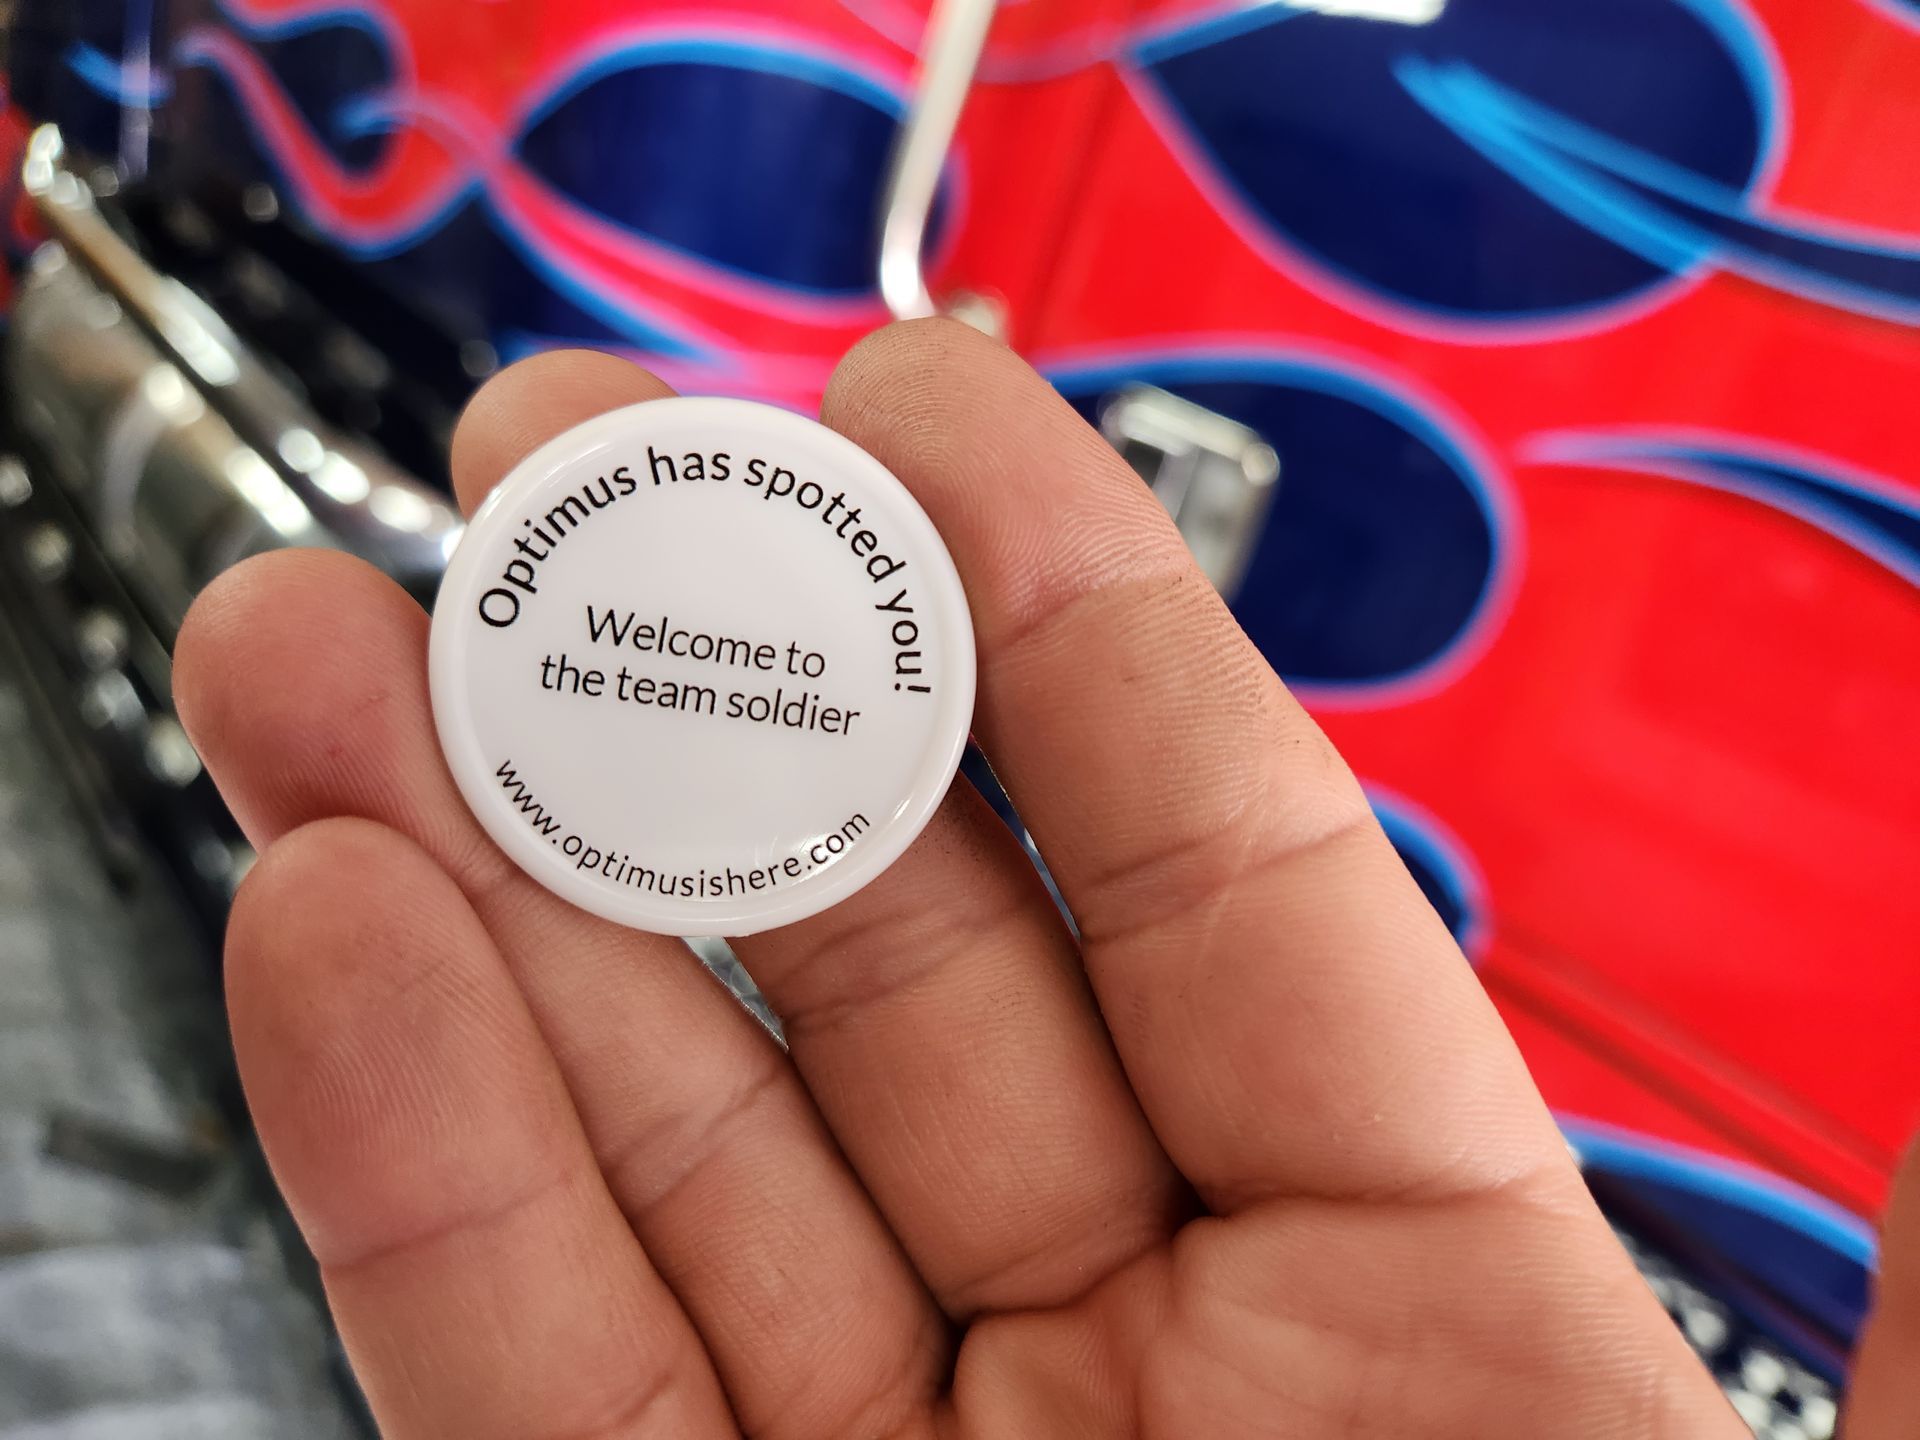 Optimus has spotted you!
Welcome to
the team soldier
www.optimusishere.com